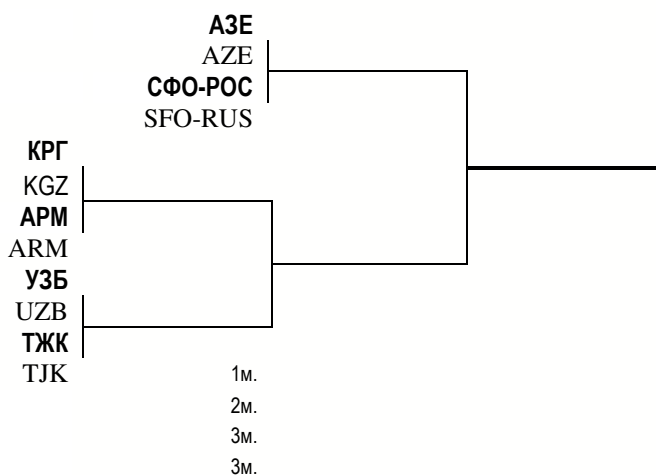 АЗЕ
AZE
СФО-РОС
SFO-RUS
КРГ
KGZ
АРМ
ARM
УЗБ
UZB
ТЖК
TJK
1м.
2м.
3м.
3м.